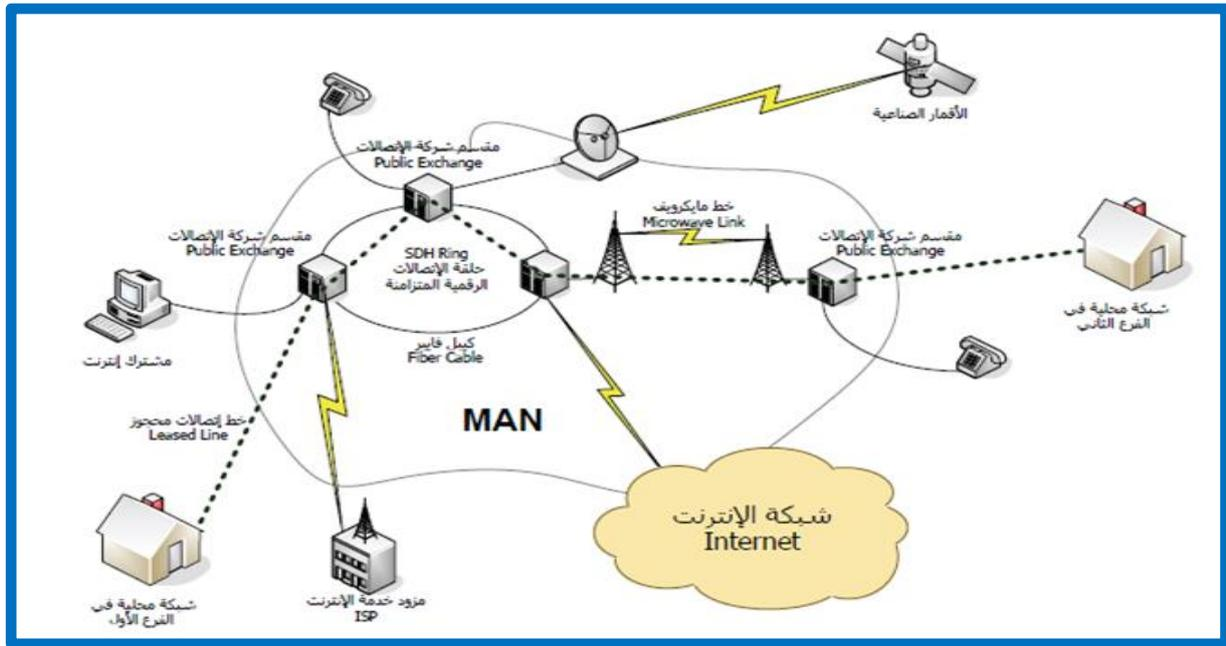 الأقمار الصناعية
مقسم شركة الإتصالات
Public Exchange
خط مايكرويف
Microwave Link
مقسم شركة الإتصالات
Public Exchange
مقسم شركة الإتصالات
Public Exchange
SDH Ring
حلقة الإتصالات
الرقمية المتزامنة
شبكة محلية في
الفرع الثاني
كيبل فايبر
Fiber Cable
مشترك إنترنت
MAN
خط إتصالات محجوز
Leased Line
شبكة الإنترنت
Internet
شبكة محلية في
الفرع الأول
مزود خدمة الإنترنت
ISP